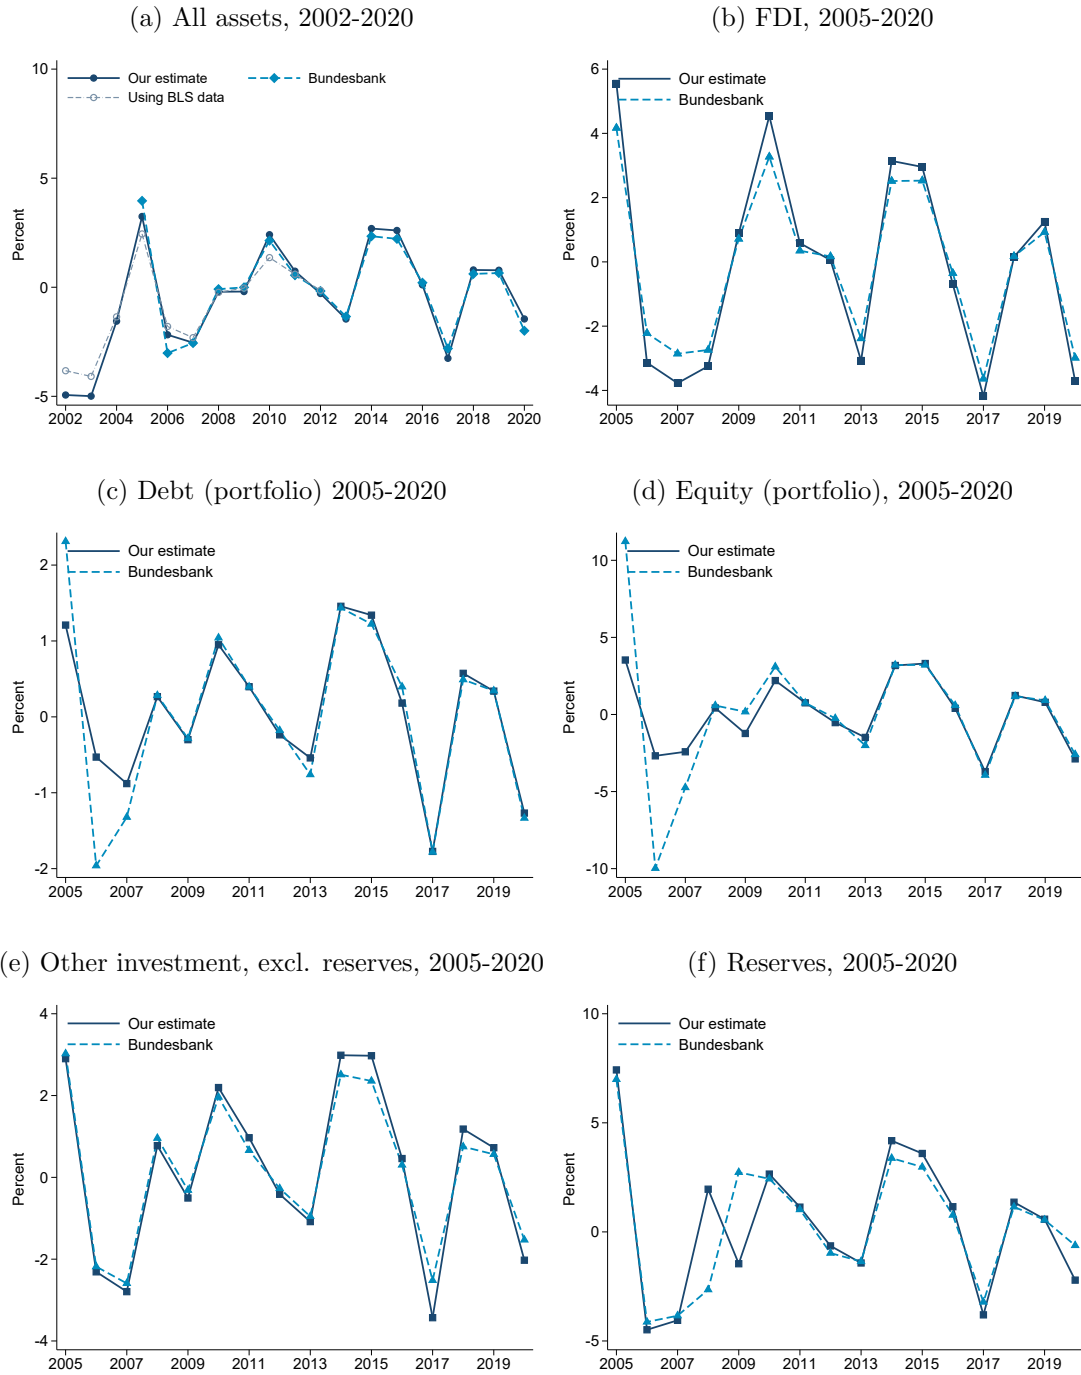 (a) All assets, 2002-2020
10
5
0
-5
Percent
Our estimate
Bundesbank
Using BLS data
2002 2004 2006 2008 2010 2012 2014 2016 2018 2020
(b) FDI, 2005-2020
6
4
2
0
-2
-4
Percent
Our estimate
Bundesbank
2005 2007 2009 2011 2013 2015 2017 2019
(c) Debt (portfolio) 2005-2020
2
1
0
-1
-2
Percent
Our estimate
Bundesbank
2005 2007 2009 2011 2013 2015 2017 2019
(d) Equity (portfolio), 2005-2020
10
5
0
-5
-10
Percent
Our estimate
Bundesbank
2005 2007 2009 2011 2013 2015 2017 2019
(e) Other investment, excl. reserves, 2005-2020
4
2
0
-2
-4
Percent
Our estimate
Bundesbank
2005 2007 2009 2011 2013 2015 2017 2019
(f) Reserves, 2005-2020
10
5
0
-5
Percent
Our estimate
Bundesbank
2005 2007 2009 2011 2013 2015 2017 2019